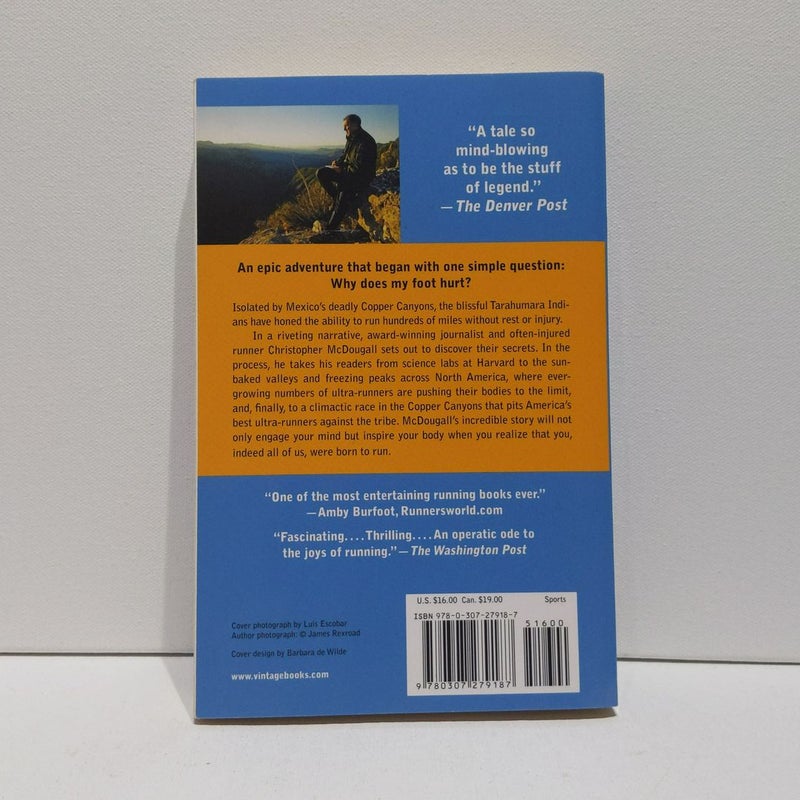 “A tale so
mind-blowing
as to be the stuff
of legend.”
—The Denver Post
An epic adventure that began with one simple question:
Why does my foot hurt?
Isolated by Mexico’s deadly Copper Canyons, the blissful Tarahumara Indi-
ans have honed the ability to run hundreds of miles without rest or injury.
In a riveting narrative, award-winning journalist and often-injured
runner Christopher McDougall sets out to discover their secrets. In the
process, he takes his readers from science labs at Harvard to the sun-
baked valleys and freezing peaks across North America, where ever-
growing numbers of ultra-runners are pushing their bodies to the limit,
and, finally, to a climactic race in the Copper Canyons that pits America’s
best ultra-runners against the tribe. McDougall’s incredible story will not
only engage your mind but inspire your body when you realize that you,
indeed all of us, were born to run.
“One of the most entertaining running books ever.”
—Amby Burfoot, Runnersworld.com
“Fascinating. . . . Thrilling. . . . An operatic ode to
the joys of running.”—The Washington Post
U.S. $16.00 Can. $19.00 Sports
ISBN 978-0-307-27918-7
51600
9 780307 279187
Cover photograph by Luis Escobar
Author photograph: © James Rexroad
Cover design by Barbara de Wilde
www.vintagebooks.com